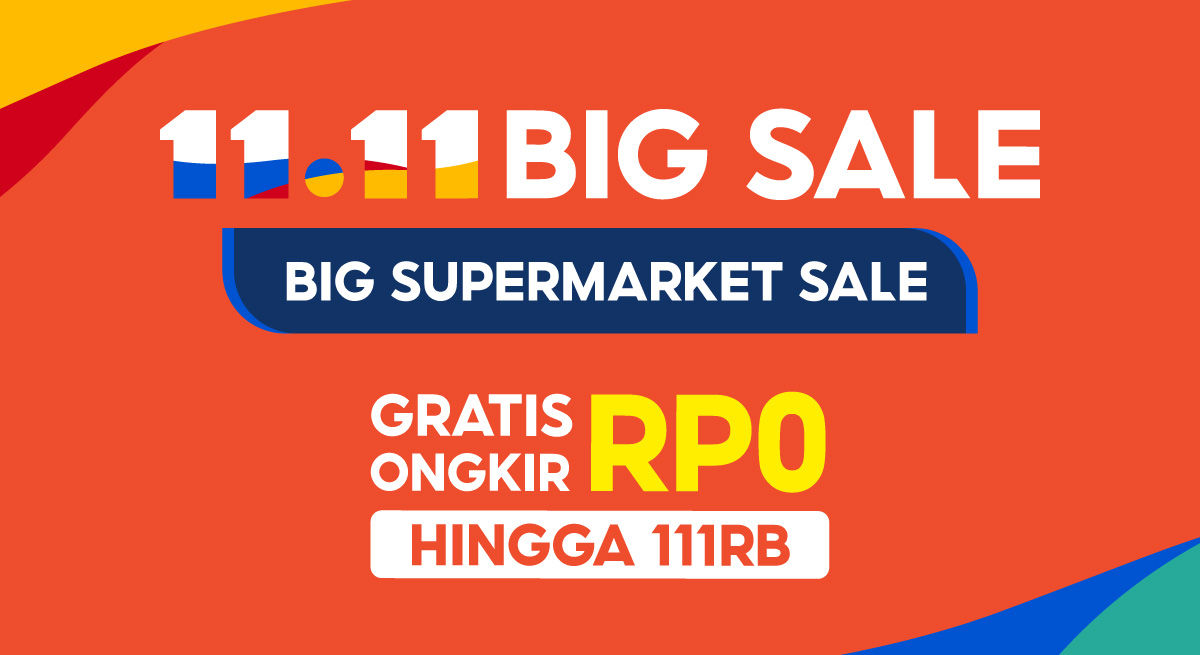 11.11 BIG SALE
BIG SUPERMARKET SALE
GRATIS
ONGKIR
RP0
HINGGA 111RB